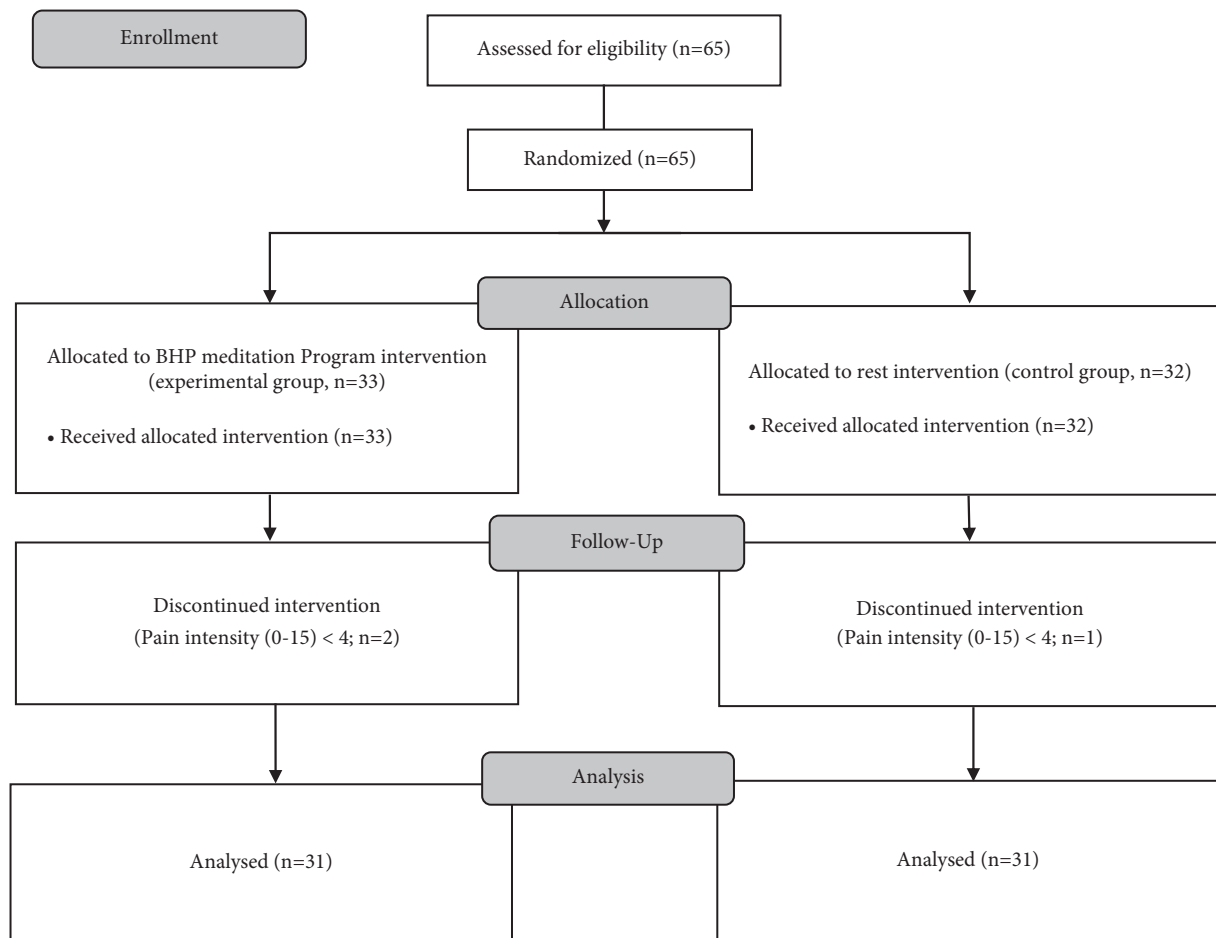 Enrollment
Assessed for eligibility (n=65)
Randomized (n=65)
Allocation
Allocated to BHP meditation Program intervention
(experimental group, n=33)
• Received allocated intervention (n=33)
Allocated to rest intervention (control group, n=32)
• Received allocated intervention (n=32)
Follow-Up
Discontinued intervention
(Pain intensity (0-15) < 4; n=2)
Discontinued intervention
(Pain intensity (0-15) < 4; n=1)
Analysis
Analysed (n=31)
Analysed (n=31)